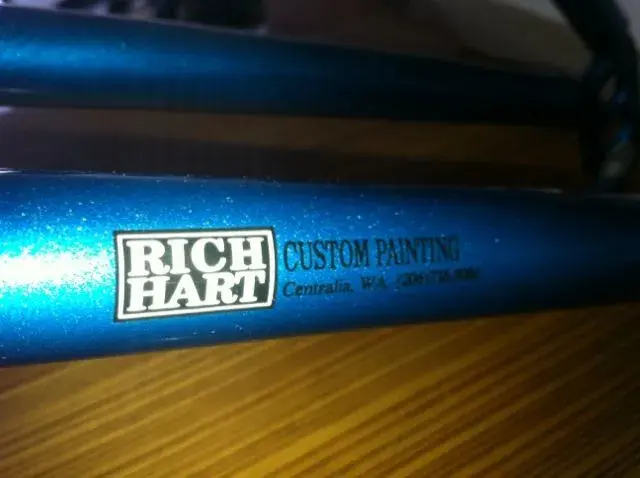 RICH
HART
CUSTOM PAINTING
Centralia, WA